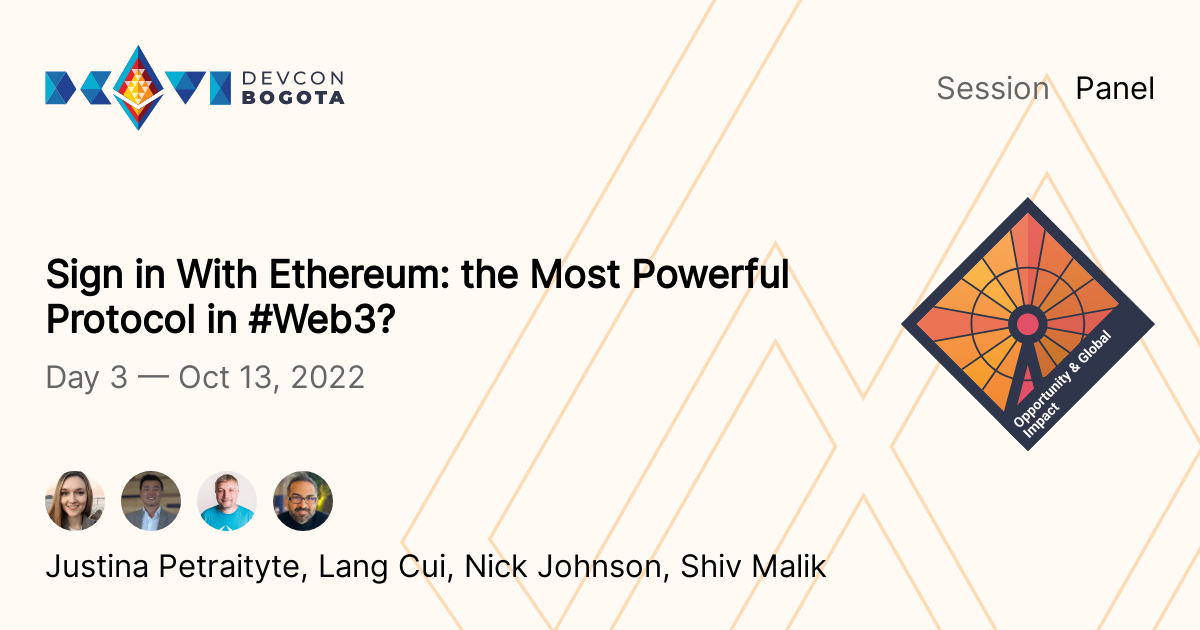 DEVCON
BOGOTA
Session Panel
Sign in With Ethereum: the Most Powerful
Protocol in #Web3?
Day 3 — Oct 13, 2022
Opportunity & Global
Impact
Justina Petraityte, Lang Cui, Nick Johnson, Shiv Malik